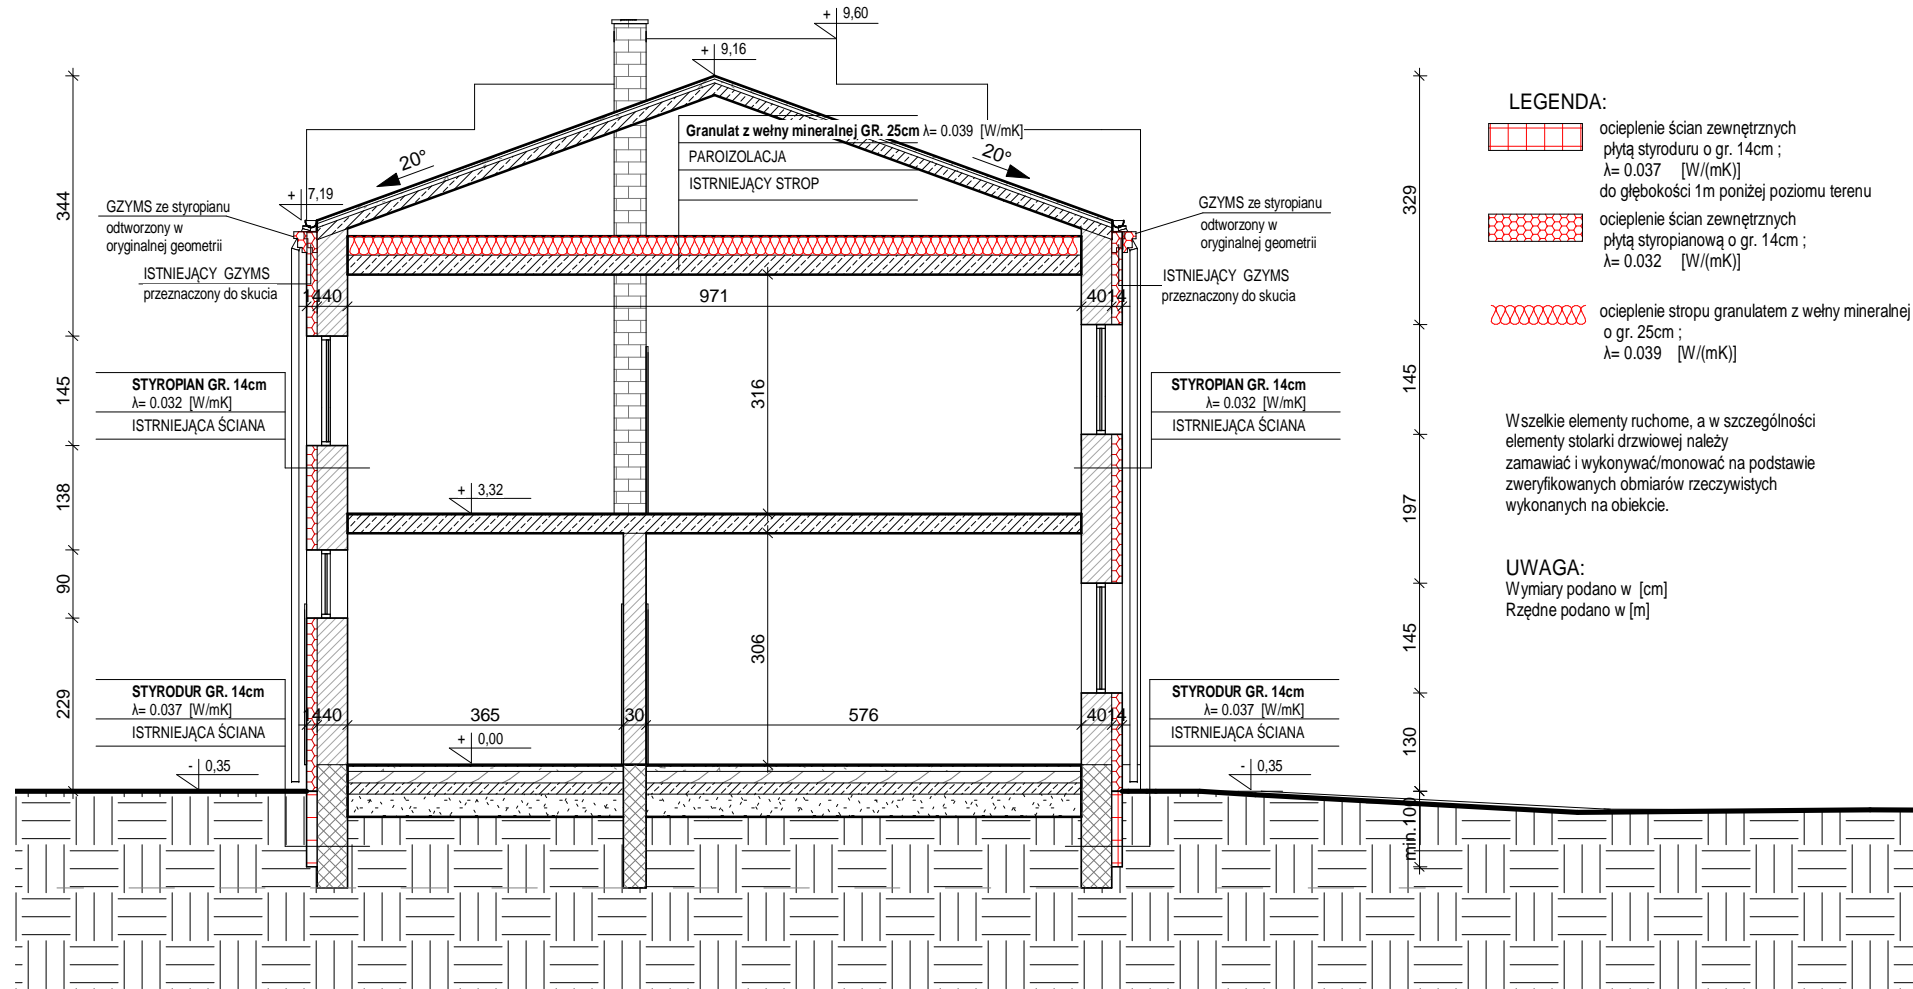 + 9,60
+ 9,16
Granulat z wełny mineralnej GR. 25cm λ= 0.039 [W/mK]
PAROIZOLACJA
ISTRNIEJĄCY STROP
20°
20°
+ 7,19
GZYMS ze styropianu
odtworzony w
oryginalnej geometrii
ISTNIEJĄCY GZYMS
przeznaczony do skucia
GZYMS ze styropianu
odtworzony w
oryginalnej geometrii
ISTNIEJĄCY GZYMS
przeznaczony do skucia
344
145
138
90
229
14 40
971
40 14
316
STYROPIAN GR. 14cm
λ= 0.032 [W/mK]
ISTRNIEJĄCA ŚCIANA
STYROPIAN GR. 14cm
λ= 0.032 [W/mK]
ISTRNIEJĄCA ŚCIANA
+ 3,32
306
STYRODUR GR. 14cm
λ= 0.037 [W/mK]
ISTRNIEJĄCA ŚCIANA
14 40
365
30
576
40 14
STYRODUR GR. 14cm
λ= 0.037 [W/mK]
ISTRNIEJĄCA ŚCIANA
+ 0,00
- 0,35
- 0,35
329
145
197
145
130
min.100
LEGENDA:
ocieplenie ścian zewnętrznych
płytą styroduru o gr. 14cm ;
λ= 0.037 [W/(mK)]
do głębokości 1m poniżej poziomu terenu
ocieplenie ścian zewnętrznych
płytą styropianową o gr. 14cm ;
λ= 0.032 [W/(mK)]
ocieplenie stropu granulatem z wełny mineralnej
o gr. 25cm ;
λ= 0.039 [W/(mK)]
Wszelkie elementy ruchome, a w szczególności
elementy stolarki drzwiowej należy
zamawiać i wykonywać/monować na podstawie
zweryfikowanych obmiarów rzeczywistych
wykonanych na obiekcie.
UWAGA:
Wymiary podano w [cm]
Rzędne podano w [m]